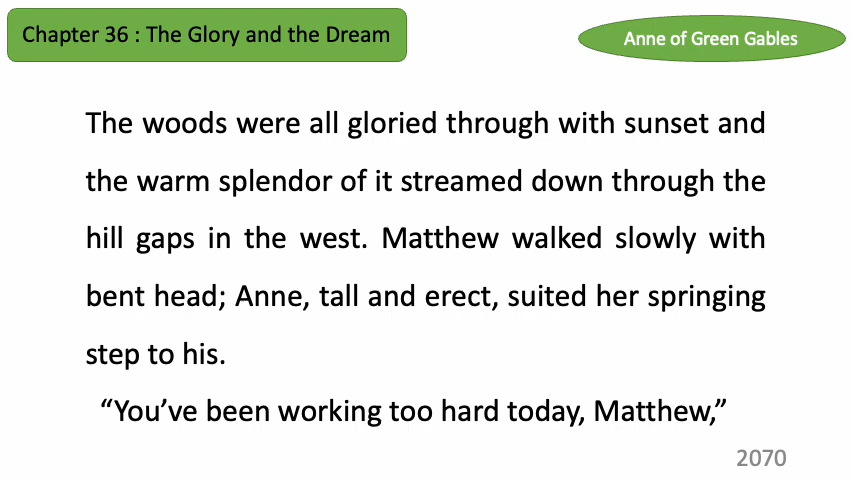 Chapter 36 : The Glory and the Dream
Anne of Green Gables
The woods were all gloried through with sunset and
the warm splendor of it streamed down through the
hill gaps in the west. Matthew walked slowly with
bent head; Anne, tall and erect, suited her springing
step to his.
“You’ve been working too hard today, Matthew,”
2070